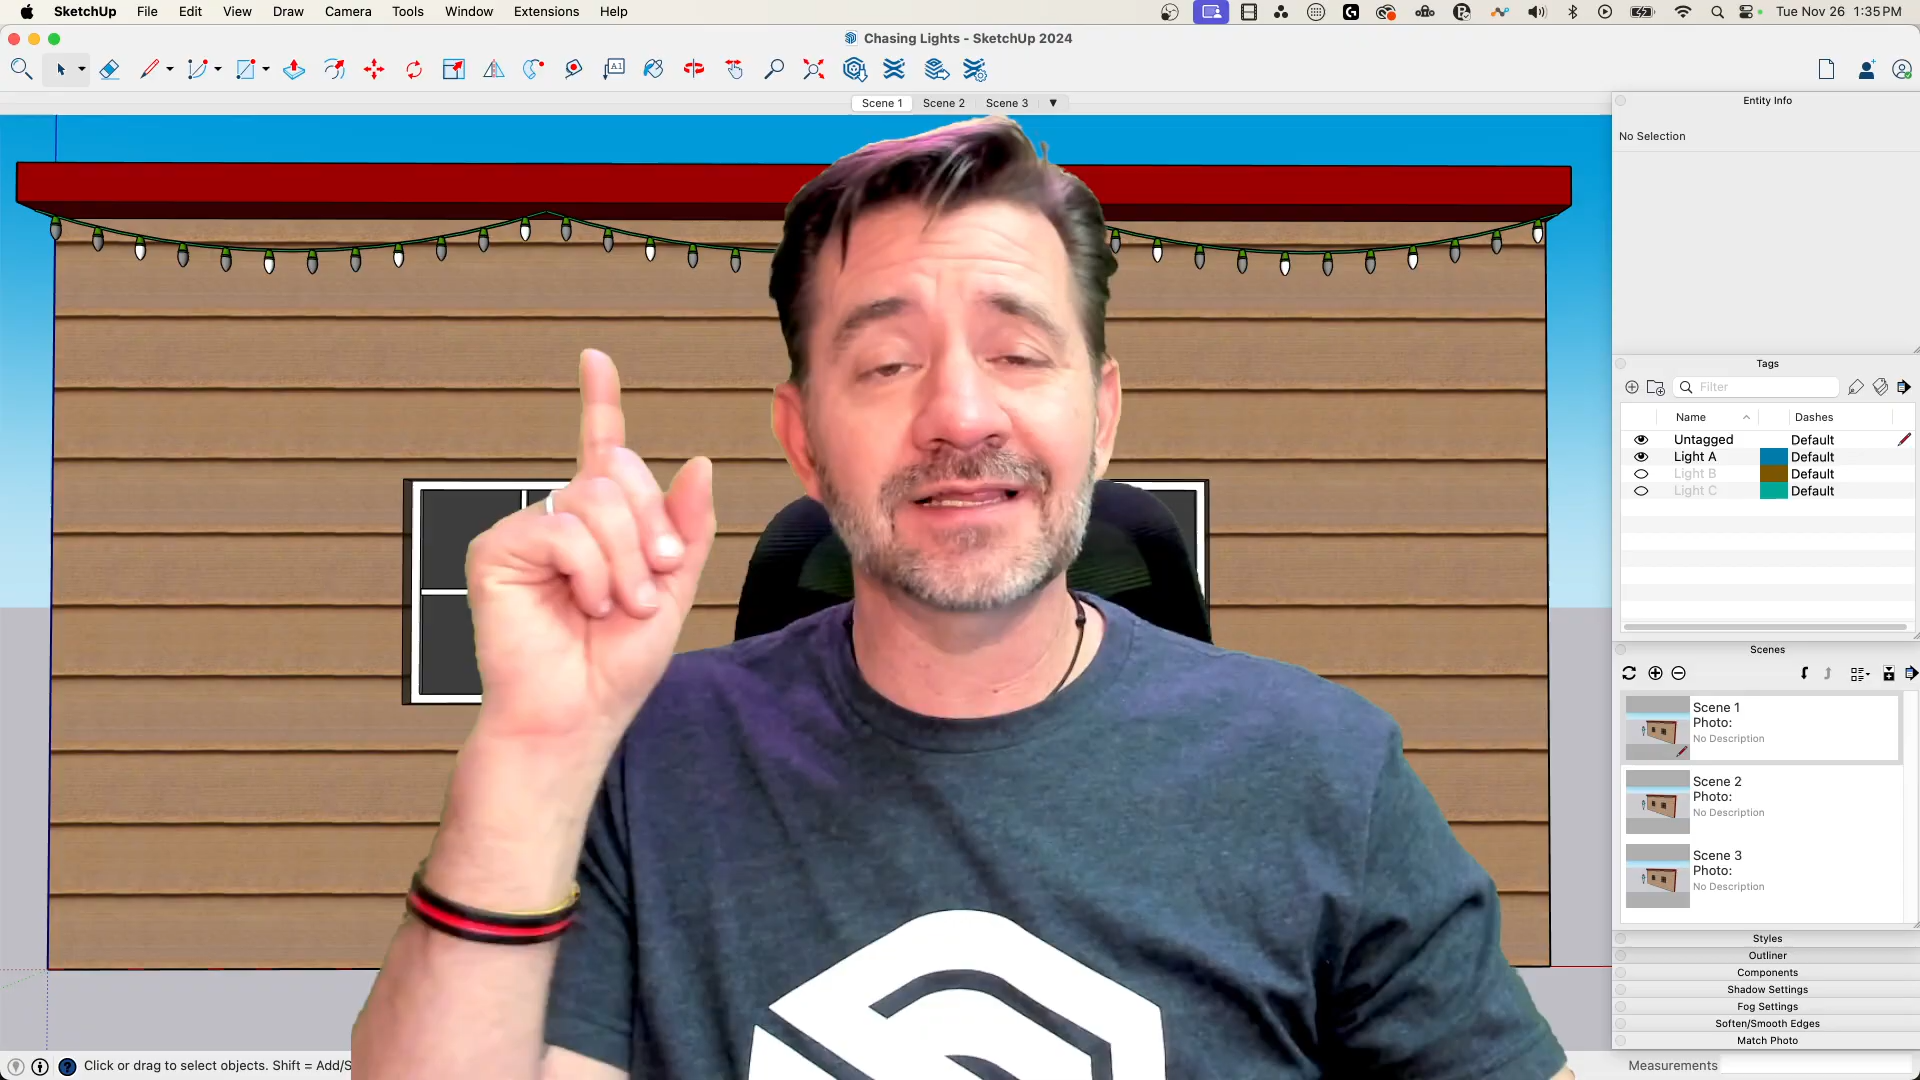 SketchUp File Edit View Draw Camera Tools Window Extensions Help Tue Nov 26 1:35 PM
Chasing Lights - SketchUp 2024
A1
Scene 1 Scene 2 Scene 3
Entity Info
No Selection
Tags
Filter
Name Dashes
Untagged Default
Light A Default
Light B Default
Light C Default
Scenes
Scene 1
Photo:
No Description
Scene 2
Photo:
No Description
Scene 3
Photo:
No Description
Styles
Outliner
Components
Shadow Settings
Fog Settings
Soften/Smooth Edges
Match Photo
Click or drag to select objects. Shift = Add/S
Measurements